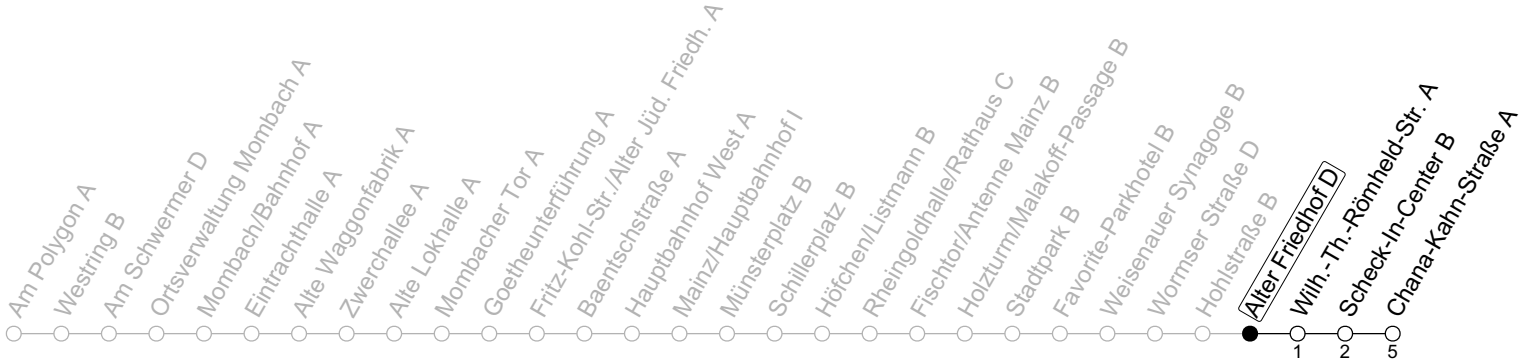 Am Polygon A
Westring B
Am Schwermer D
Ortsverwaltung Mombach A
Mombach/Bahnhof A
Eintrachthalle A
Alte Waggonfabrik A
Zwerchallee A
Alte Lokhalle A
Mombacher Tor A
Goetheunterführung A
Fritz-Kohl-Str./Alter Jüd. Friedh. A
Baentschstraße A
Hauptbahnhof West A
Mainz/Hauptbahnhof I
Münsterplatz B
Schillerplatz B
Höfchen/Listmann B
Rheingoldhalle/Rathaus C
Fischtor/Antenne Mainz B
Holzturm/Malakoff-Passage B
Stadtpark B
Favorite-Parkhotel B
Weisenauer Synagoge B
Wormser Straße D
Hohlstraße B
Alter Friedhof D
Wilh.-Th.-Römheld-Str. A
Scheck-In-Center B
Chana-Kahn-Straße A
1
2
5